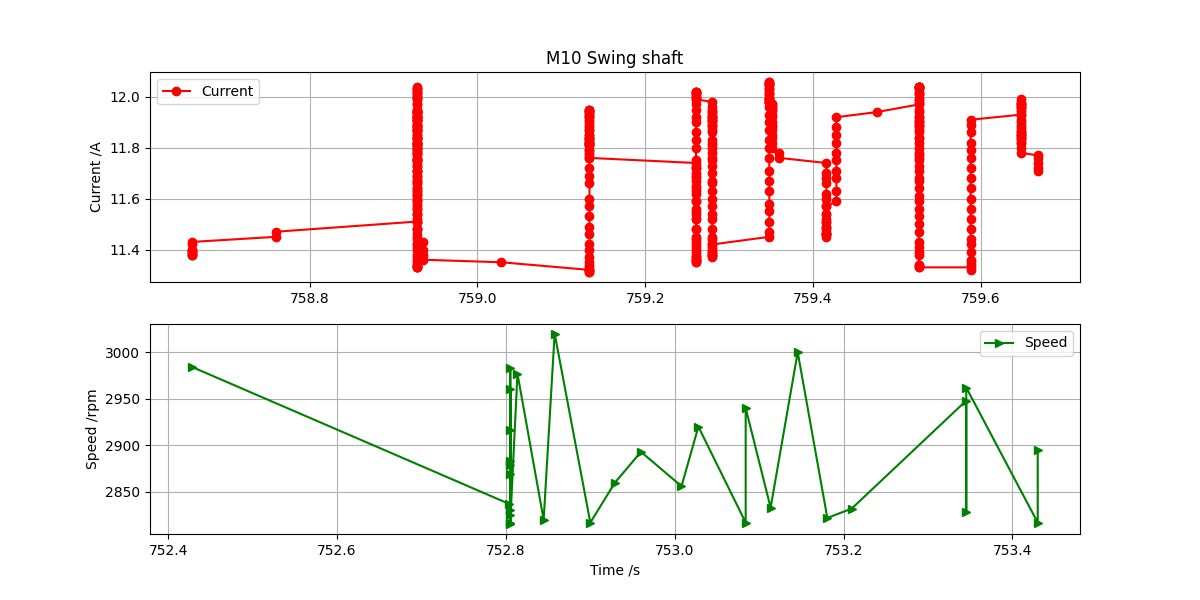 M10 Swing shaft
Current
Current /A
12.0
11.8
11.6
11.4
758.8 759.0 759.2 759.4 759.6
Speed
Speed /rpm
3000
2950
2900
2850
752.4 752.6 752.8 753.0 753.2 753.4
Time /s